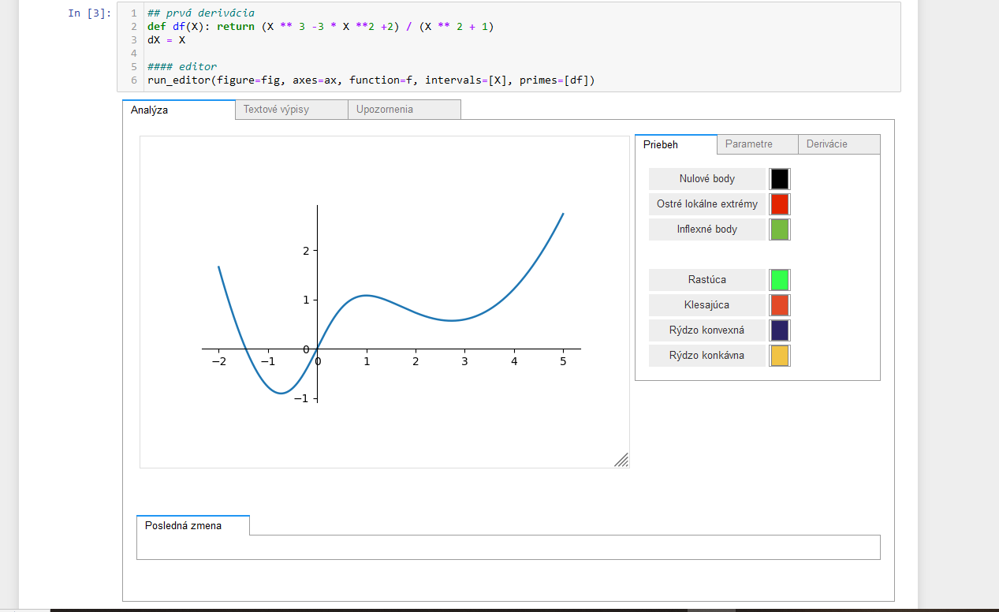 In [3]:
1 ## prvá derivácia
2 def df(X): return (X ** 3 -3 * X **2 +2) / (X ** 2 + 1)
3 dX = X
4
5 #### editor
6 run_editor(figure=fig, axes=ax, function=f, intervals=[X], primes=[df])
Analýza Textové výpisy Upozornenia
Priebeh Parametre Derivácie
Nulové body
Ostré lokálne extrémy
Inflexné body
Rastúca
Klesajúca
Rýdzo konvexná
Rýdzo konkávna
2
1
0
−2 −1 0 1 2 3 4 5
−1
Posledná zmena